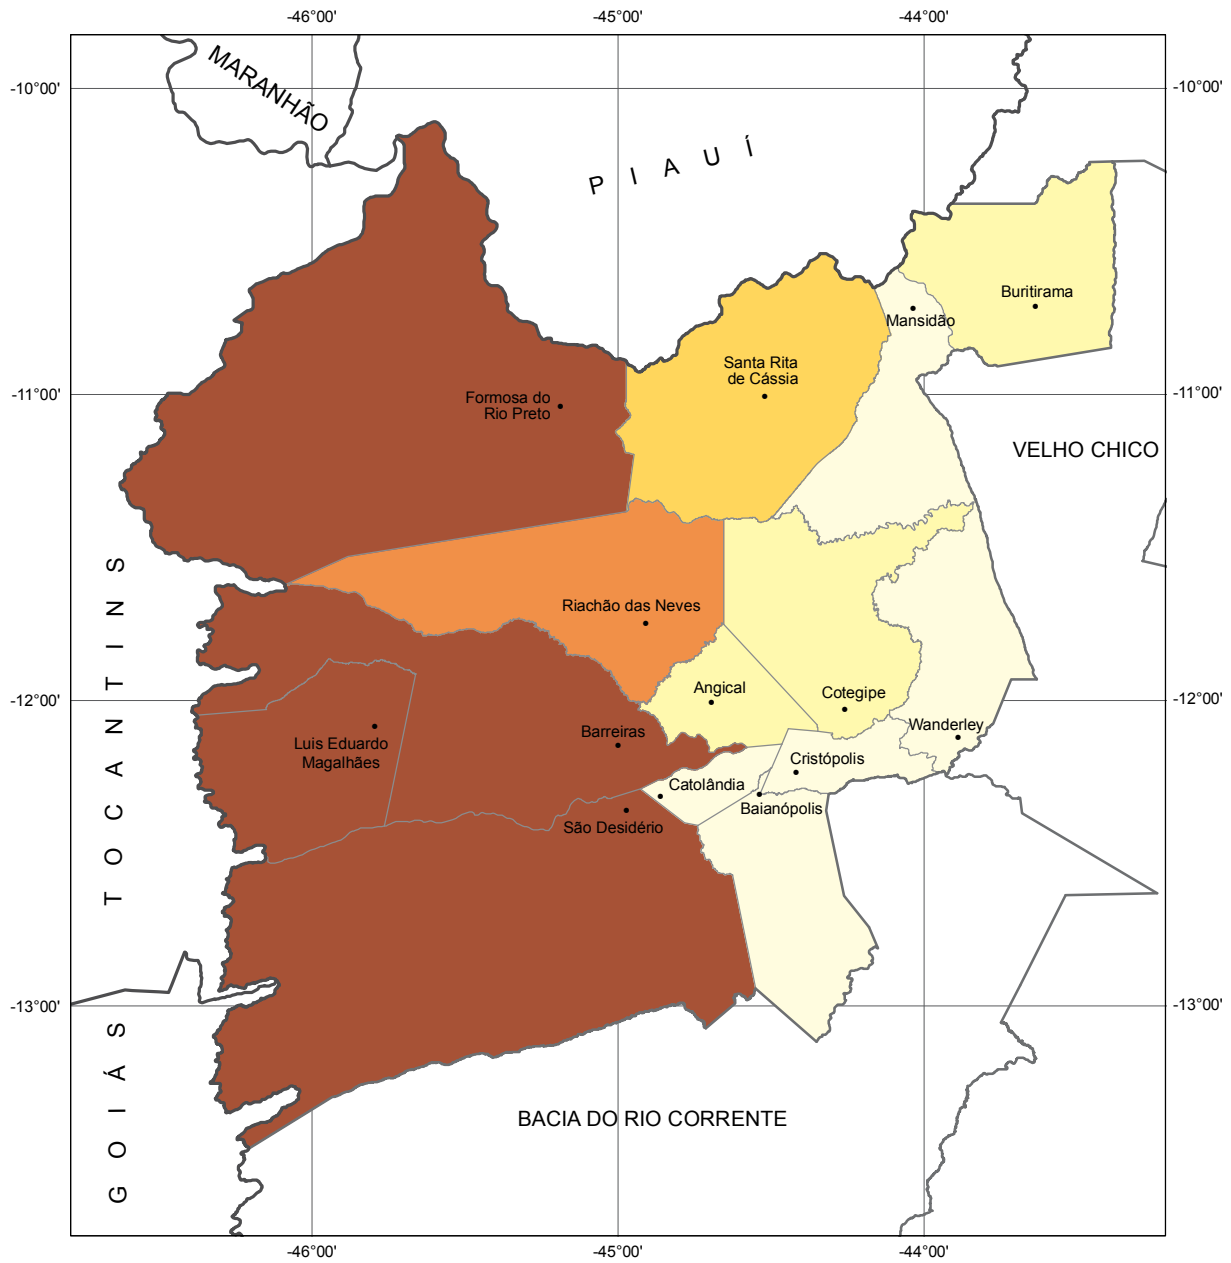 -46°00'
-45°00'
-44°00'
-10°00'
-10°00'
MARANHÃO
PIAUÍ
Buritirama
Mansidão
Santa Rita
de Cássia
-11°00'
-11°00'
Formosa do
Rio Preto
VELHO CHICO
TOCANTINS
Riachão das Neves
Angical
Cotegipe
-12°00'
-12°00'
Barreiras
Wanderley
Luis Eduardo
Magalhães
Cristópolis
Catolândia
Baianópolis
São Desidério
-13°00'
-13°00'
GOIÁS
BACIA DO RIO CORRENTE
-46°00'
-45°00'
-44°00'